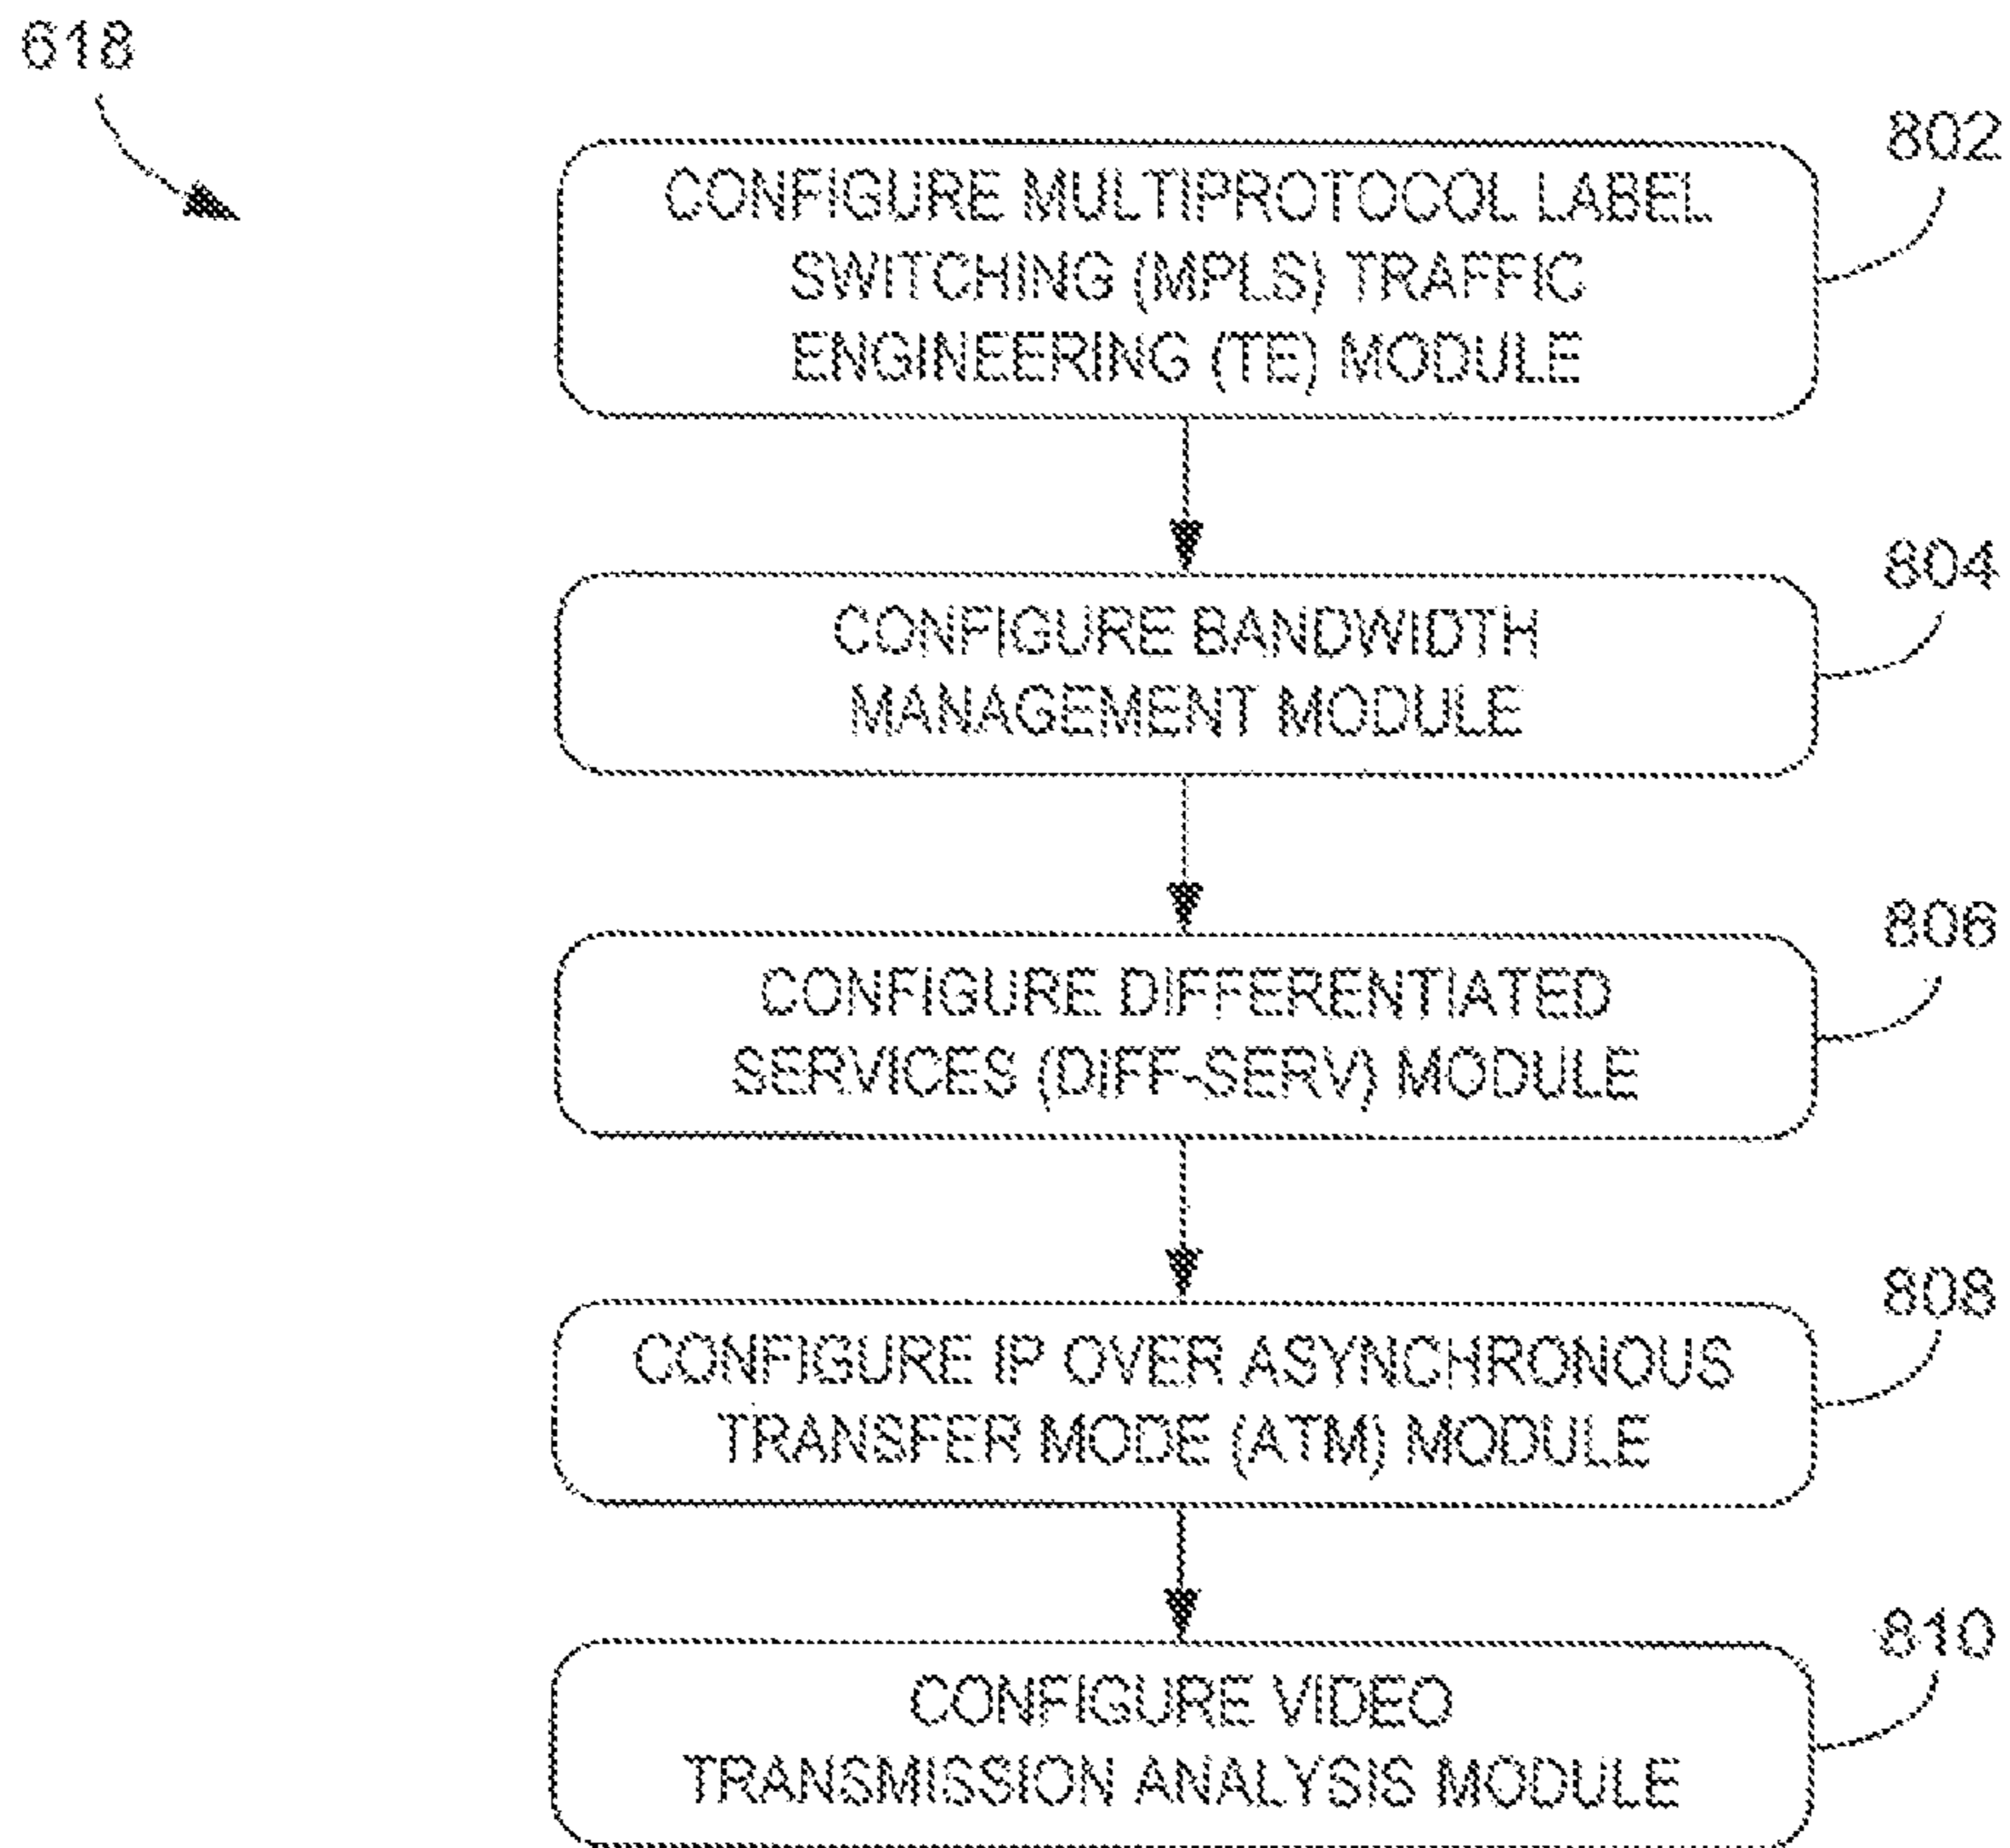 618
802
CONFIGURE MULTIPROTOCOL LABEL
SWITCHING (MPLS) TRAFFIC
ENGINEERING (TE) MODULE
804
CONFIGURE BANDWIDTH
MANAGEMENT MODULE
806
CONFIGURE DIFFERENTIATED
SERVICES (DIFF-SERV) MODULE
808
CONFIGURE IP OVER ASYNCHRONOUS
TRANSFER MODE (ATM) MODULE
810
CONFIGURE VIDEO
TRANSMISSION ANALYSIS MODULE